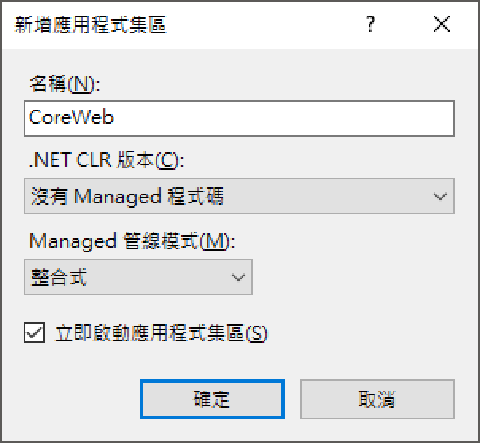 新增應用程式集區
?
名稱(N):
CoreWeb
.NET CLR 版本(C):
沒有 Managed 程式碼
Managed 管線模式(M):
整合式
立即啟動應用程式集區(S)
確定
取消